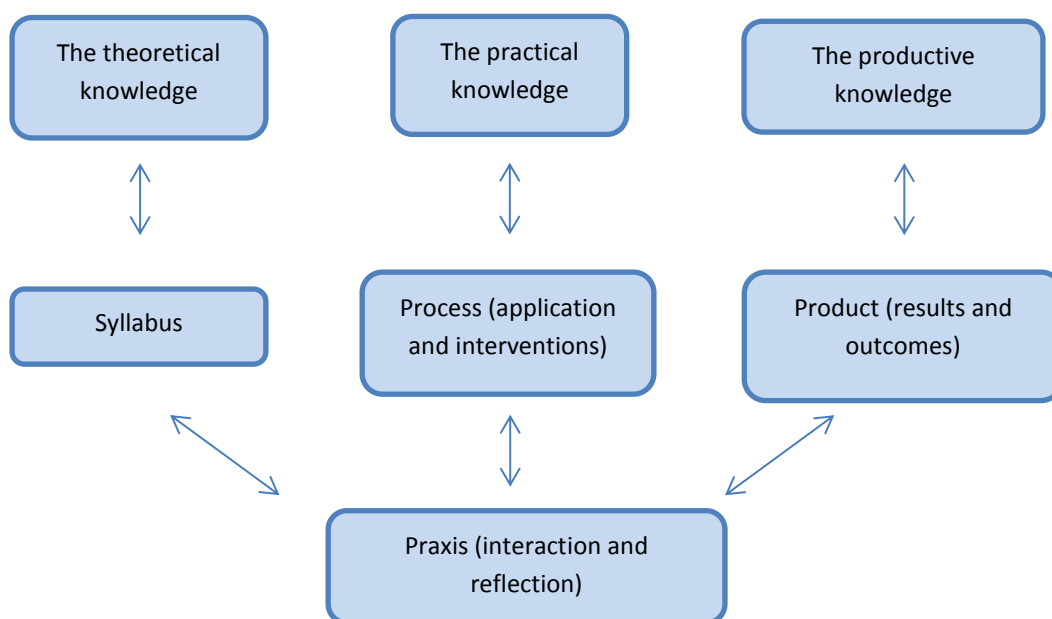 The theoretical
knowledge
The practical
knowledge
The productive
knowledge
Syllabus
Process (application
and interventions)
Product (results and
outcomes)
Praxis (interaction and
reflection)